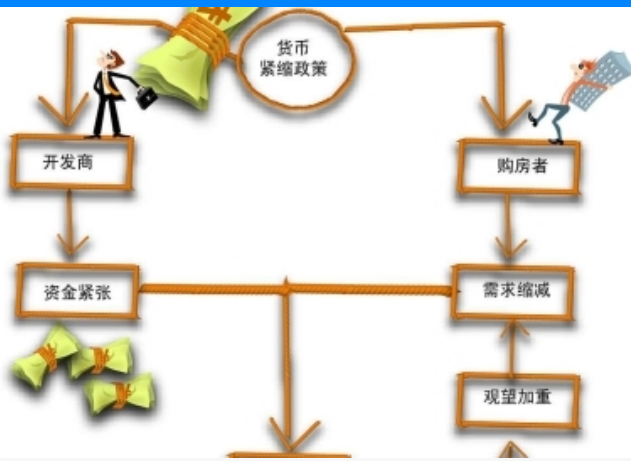 货币
紧缩政策
开发商
购房者
资金紧张
需求缩减
观望加重